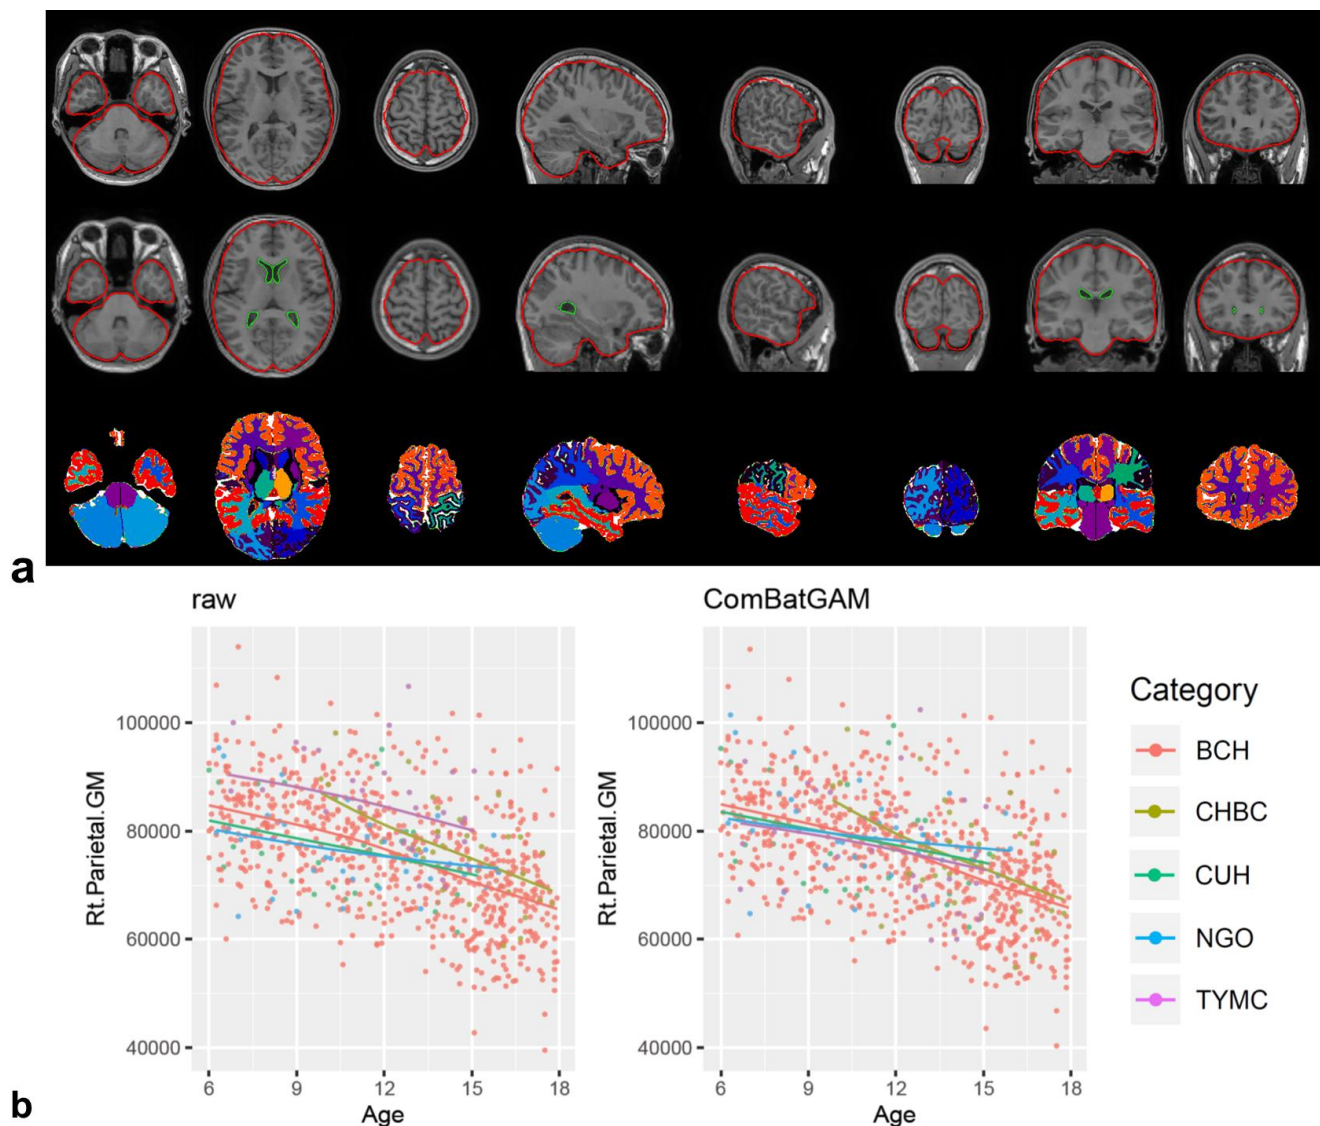 a
raw
ComBatGAM
Rt.Parietal.GM
100000
80000
60000
40000
6 9 12 15 18
Age
Rt.Parietal.GM
100000
80000
60000
40000
6 9 12 15 18
Age
Category
BCH
CHBC
CUH
NGO
TYMC
b